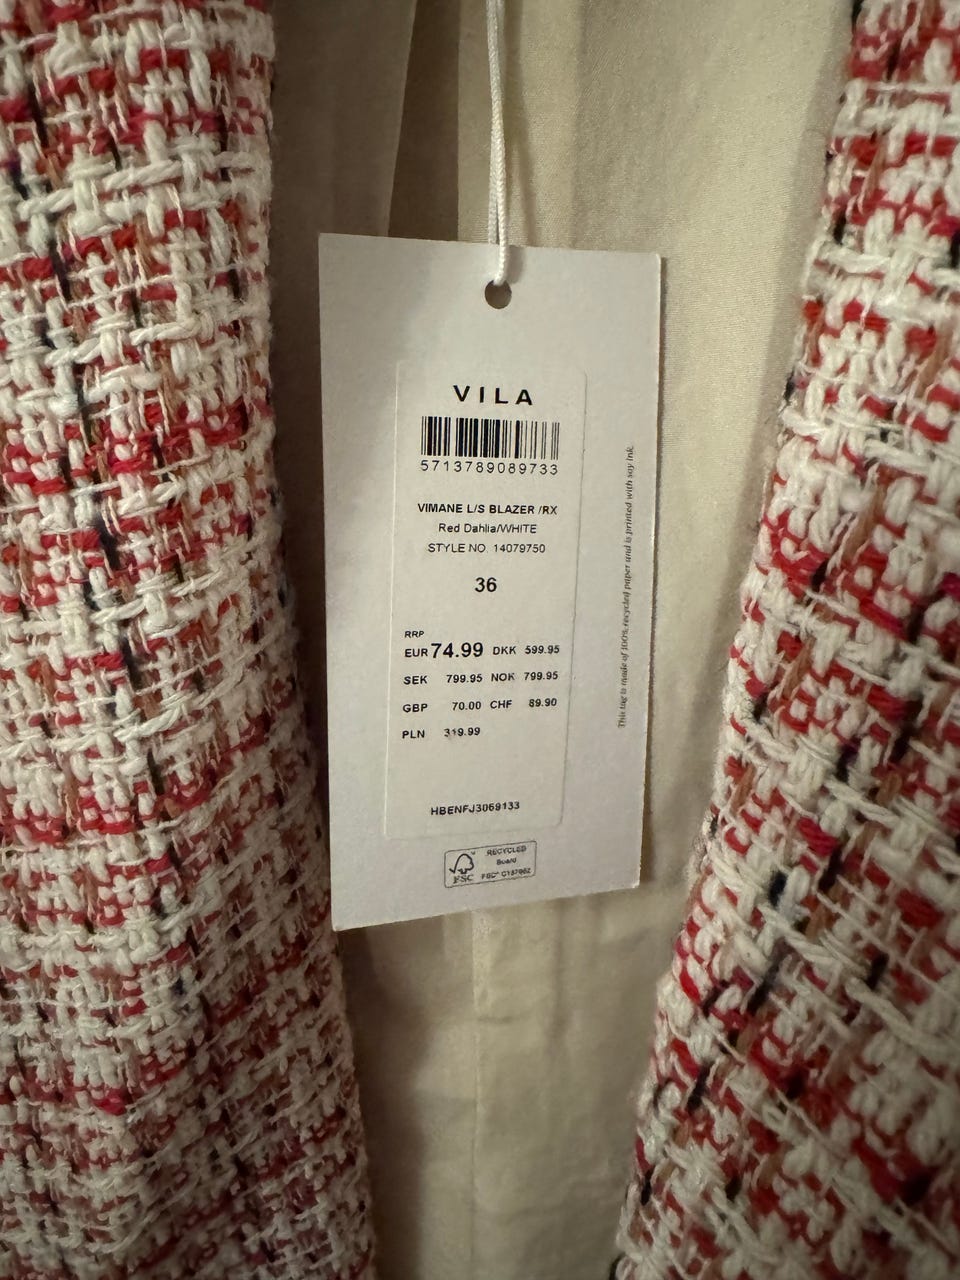 VILA
5713789089733
VIMANE L/S BLAZER /RX
Red Dahlia/WHITE
STYLE NO. 14079750
36
RRP
EUR 74.99 DKK 599.95
SEK 799.95 NOK 799.95
GBP 70.00 CHF 89.90
PLN 319.99
HBENFJ3069133
FSC
RECYCLED
Board
This tag is made of 100% recycled paper and is printed with soy ink.